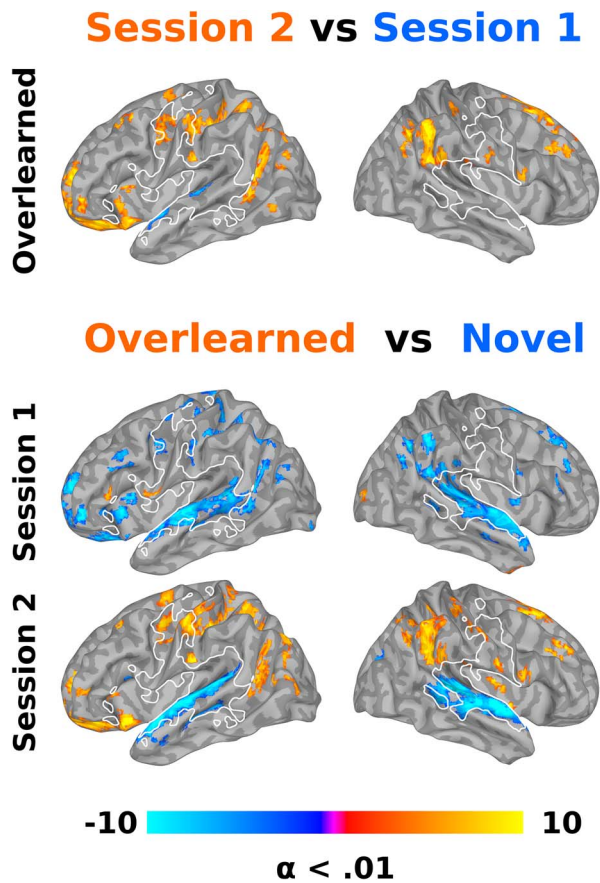 Session 2 vs Session 1
Overlearned
Overlearned vs Novel
Session 1
Session 2
-10 10
α < .01